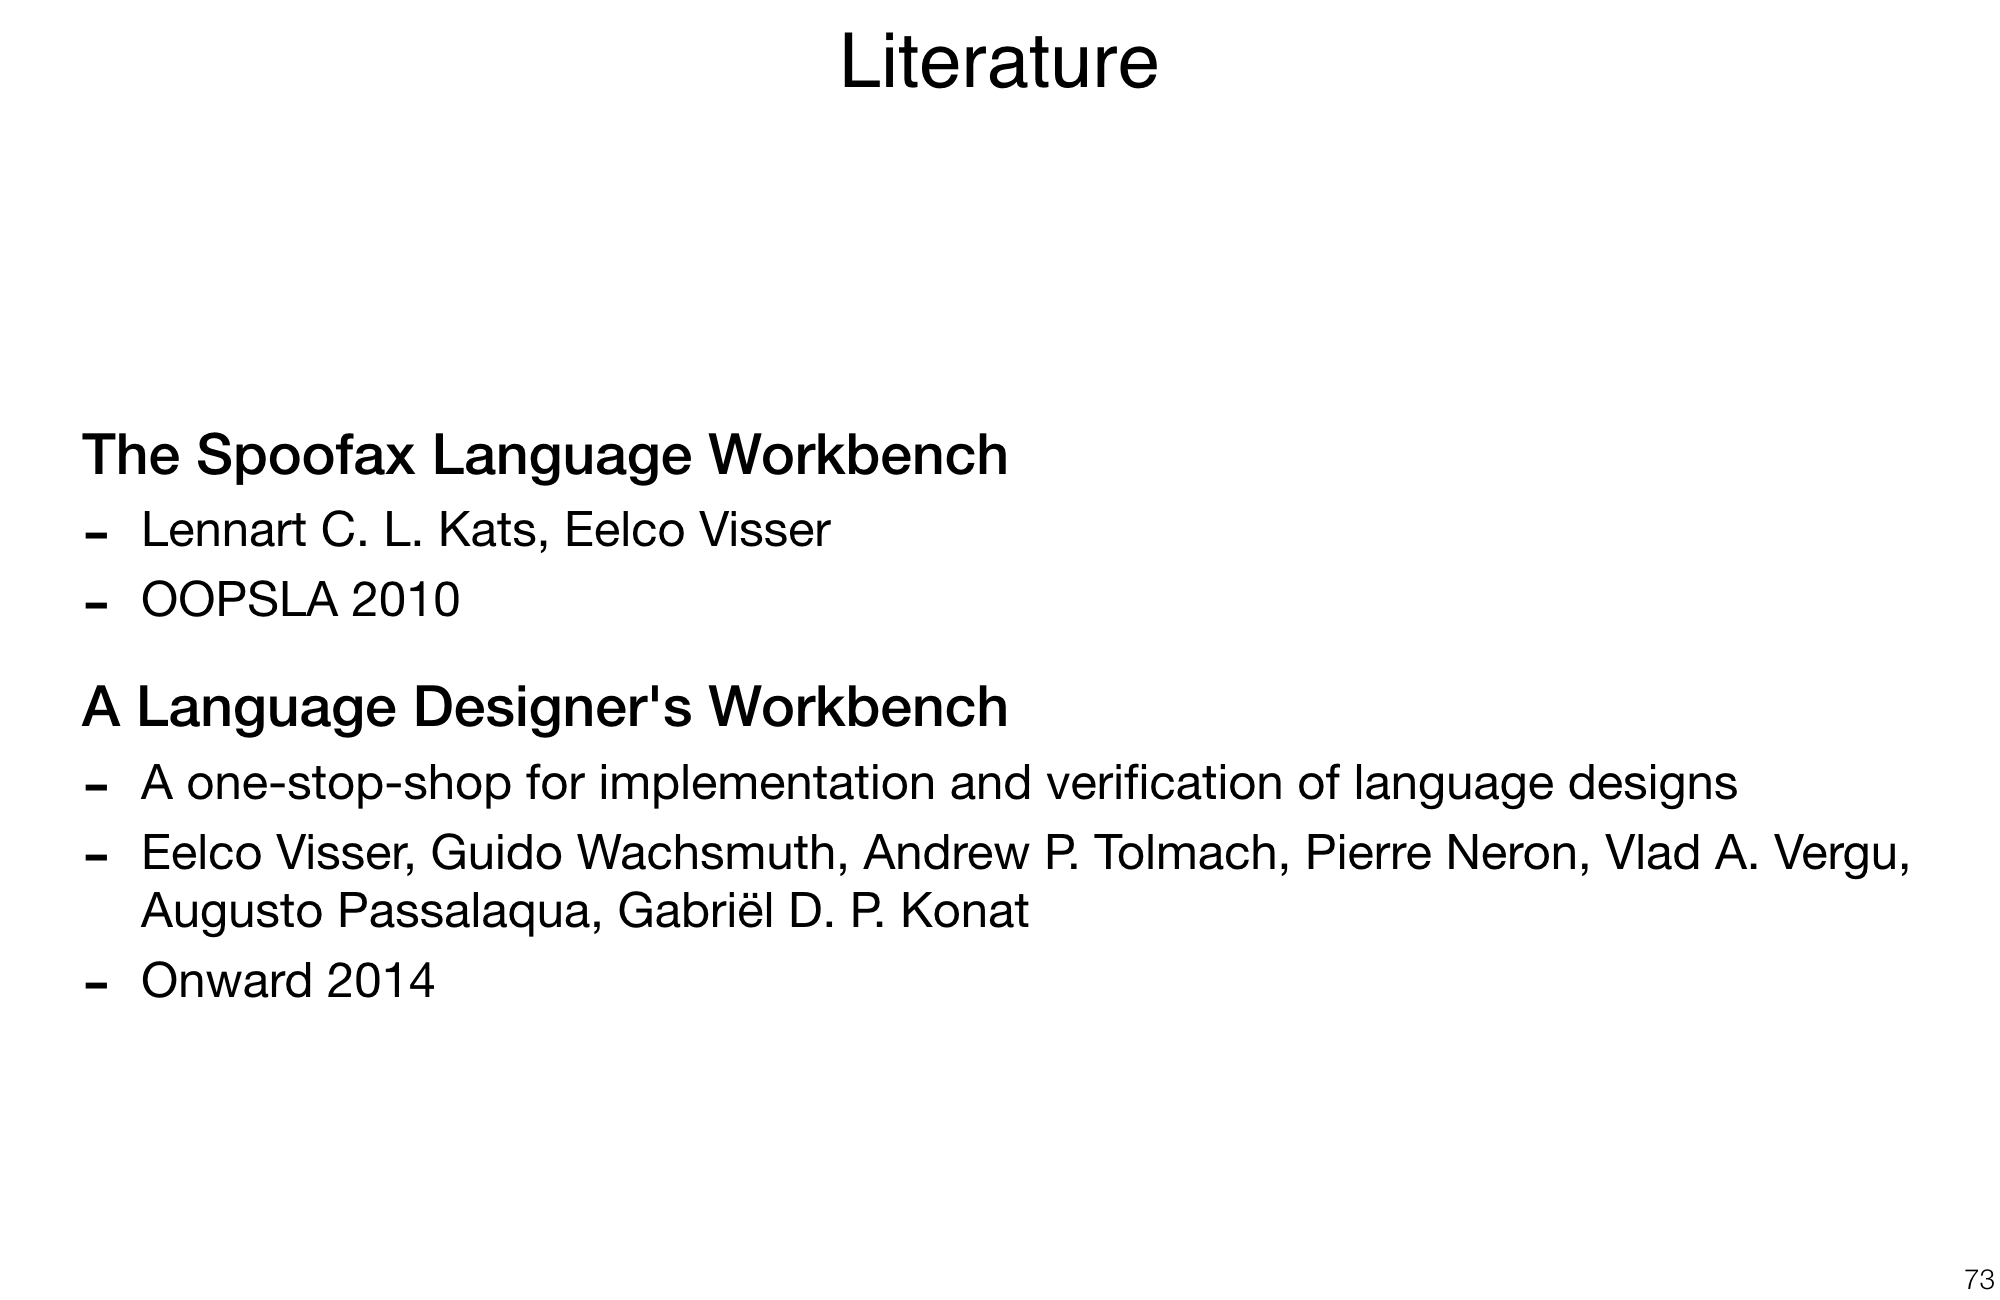 Literature
The Spoofax Language Workbench
- Lennart C. L. Kats, Eelco Visser
- OOPSLA 2010
A Language Designer's Workbench
- A one-stop-shop for implementation and verification of language designs
- Eelco Visser, Guido Wachsmuth, Andrew P. Tolmach, Pierre Neron, Vlad A. Vergu,
Augusto Passalaqua, Gabriël D. P. Konat
- Onward 2014
73